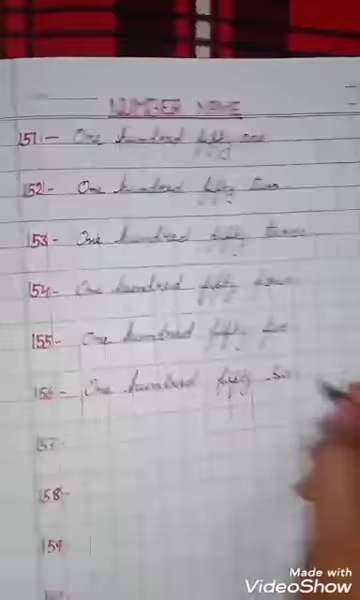 NUMBER NAME
151 - One hundred fifty one
152 - One hundred fifty two
153 - One hundred fifty three
154 - One hundred fifty four
155 - One hundred fifty five
156 - One hundred fifty six
157 -
158 -
159
Made with
VideoShow